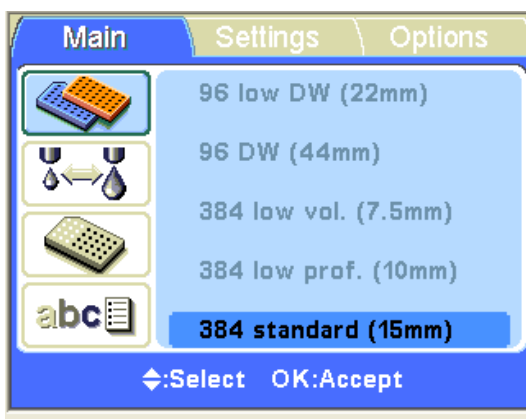 Main Settings Options
96 low DW (22mm)
96 DW (44mm)
384 low vol. (7.5mm)
384 low prof. (10mm)
abc
384 standard (15mm)
:Select OK:Accept